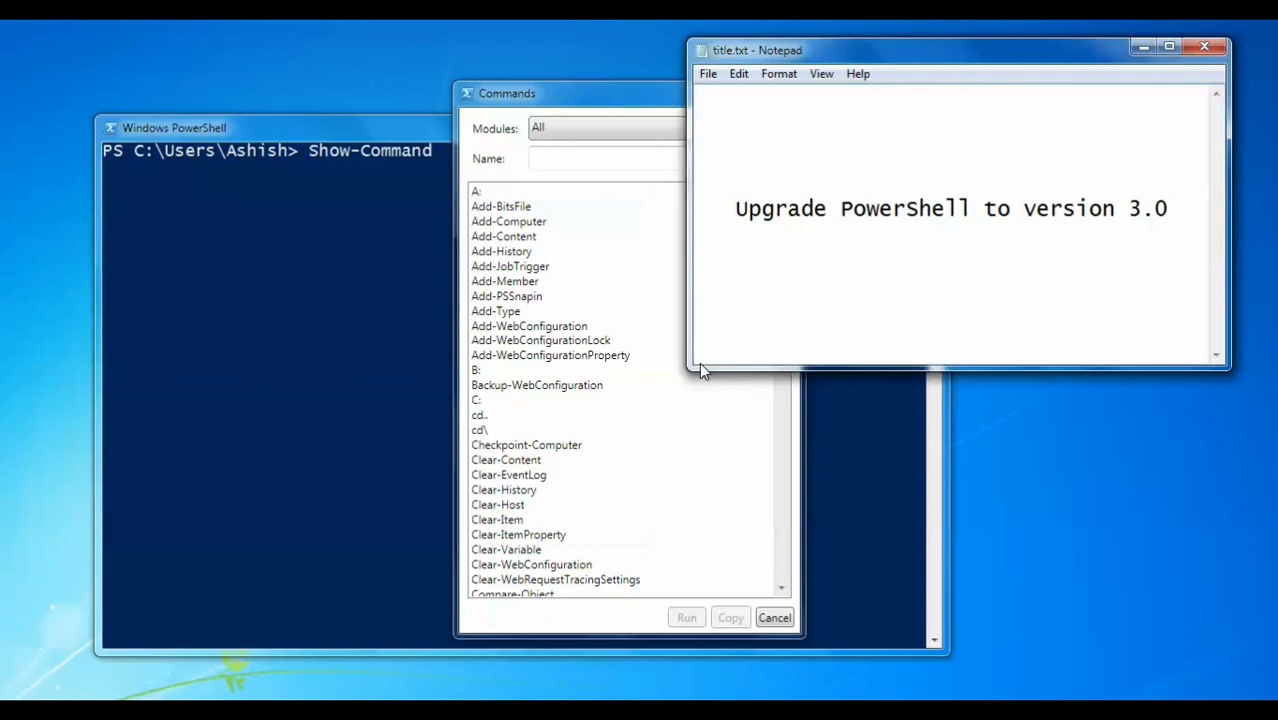 title.txt - Notepad
File Edit Format View Help
Upgrade PowerShell to version 3.0
Commands
Modules: All
Name:
A:
Add-BitsFile
Add-Computer
Add-Content
Add-History
Add-JobTrigger
Add-Member
Add-PSSnapin
Add-Type
Add-WebConfiguration
Add-WebConfigurationLock
Add-WebConfigurationProperty
B:
Backup-WebConfiguration
C:
cd..
cd\
Checkpoint-Computer
Clear-Content
Clear-EventLog
Clear-History
Clear-Host
Clear-Item
Clear-ItemProperty
Clear-Variable
Clear-WebConfiguration
Clear-WebRequestTracingSettings
Compare-Object
Run Copy Cancel
Windows PowerShell
PS C:\Users\Ashish> Show-Command